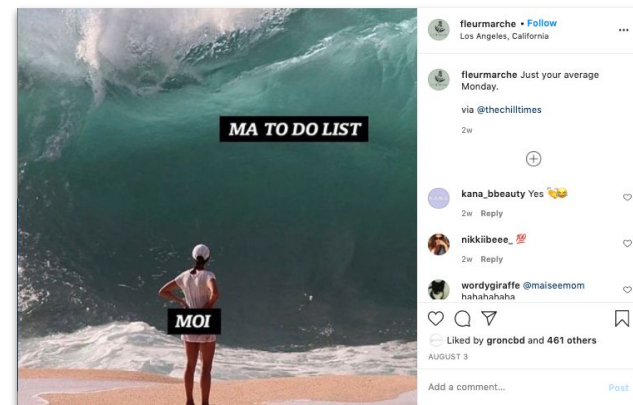 MA TO DO LIST
MOI
fleurmarche • Follow
Los Angeles, California
fleurmarche Just your average
Monday.
via @thechilltimes
2w
kana_bbeauty Yes 👏😂
2w Reply
nikkiibeee_ 💯
2w Reply
wordygiraffe @maiseemom
hahahahaha
Liked by groncbd and 461 others
AUGUST 3
Add a comment...
Post